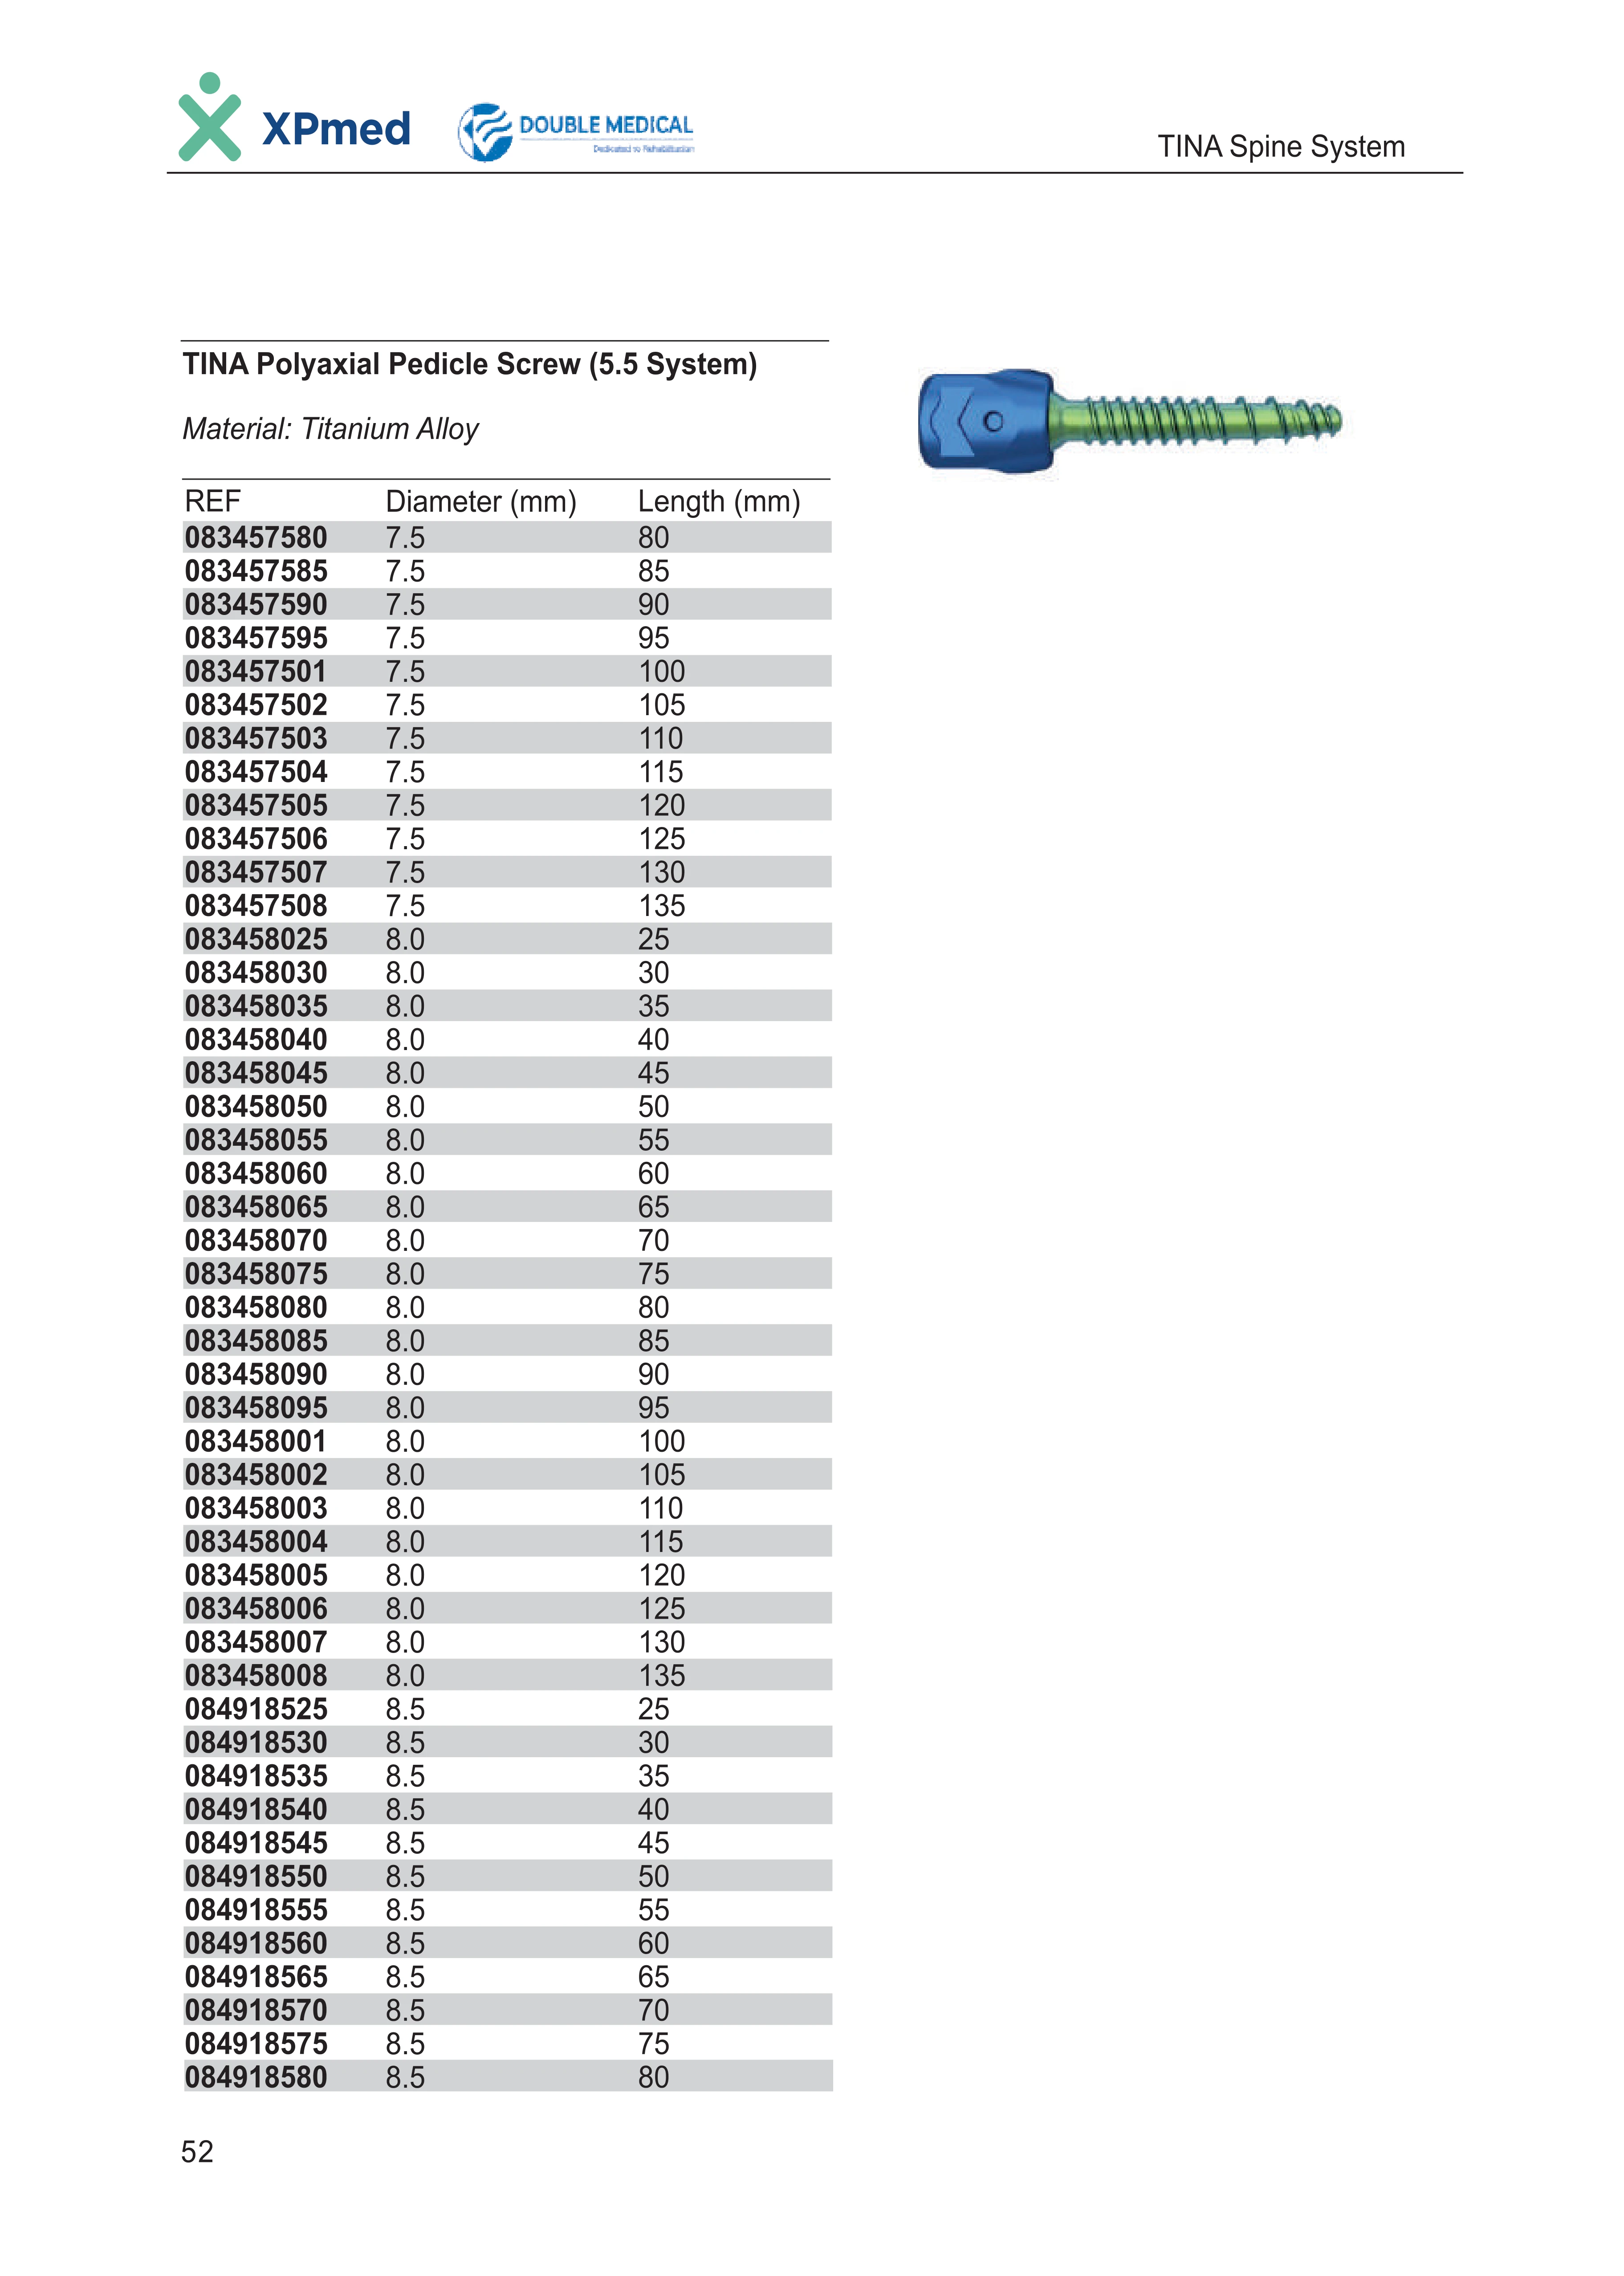 XPmed
DOUBLE MEDICAL
Dedicated to Rehabilitation
TINA Spine System
TINA Polyaxial Pedicle Screw (5.5 System)
Material: Titanium Alloy
REF Diameter (mm) Length (mm)
083457580 7.5 80
083457585 7.5 85
083457590 7.5 90
083457595 7.5 95
083457501 7.5 100
083457502 7.5 105
083457503 7.5 110
083457504 7.5 115
083457505 7.5 120
083457506 7.5 125
083457507 7.5 130
083457508 7.5 135
083458025 8.0 25
083458030 8.0 30
083458035 8.0 35
083458040 8.0 40
083458045 8.0 45
083458050 8.0 50
083458055 8.0 55
083458060 8.0 60
083458065 8.0 65
083458070 8.0 70
083458075 8.0 75
083458080 8.0 80
083458085 8.0 85
083458090 8.0 90
083458095 8.0 95
083458001 8.0 100
083458002 8.0 105
083458003 8.0 110
083458004 8.0 115
083458005 8.0 120
083458006 8.0 125
083458007 8.0 130
083458008 8.0 135
084918525 8.5 25
084918530 8.5 30
084918535 8.5 35
084918540 8.5 40
084918545 8.5 45
084918550 8.5 50
084918555 8.5 55
084918560 8.5 60
084918565 8.5 65
084918570 8.5 70
084918575 8.5 75
084918580 8.5 80
52